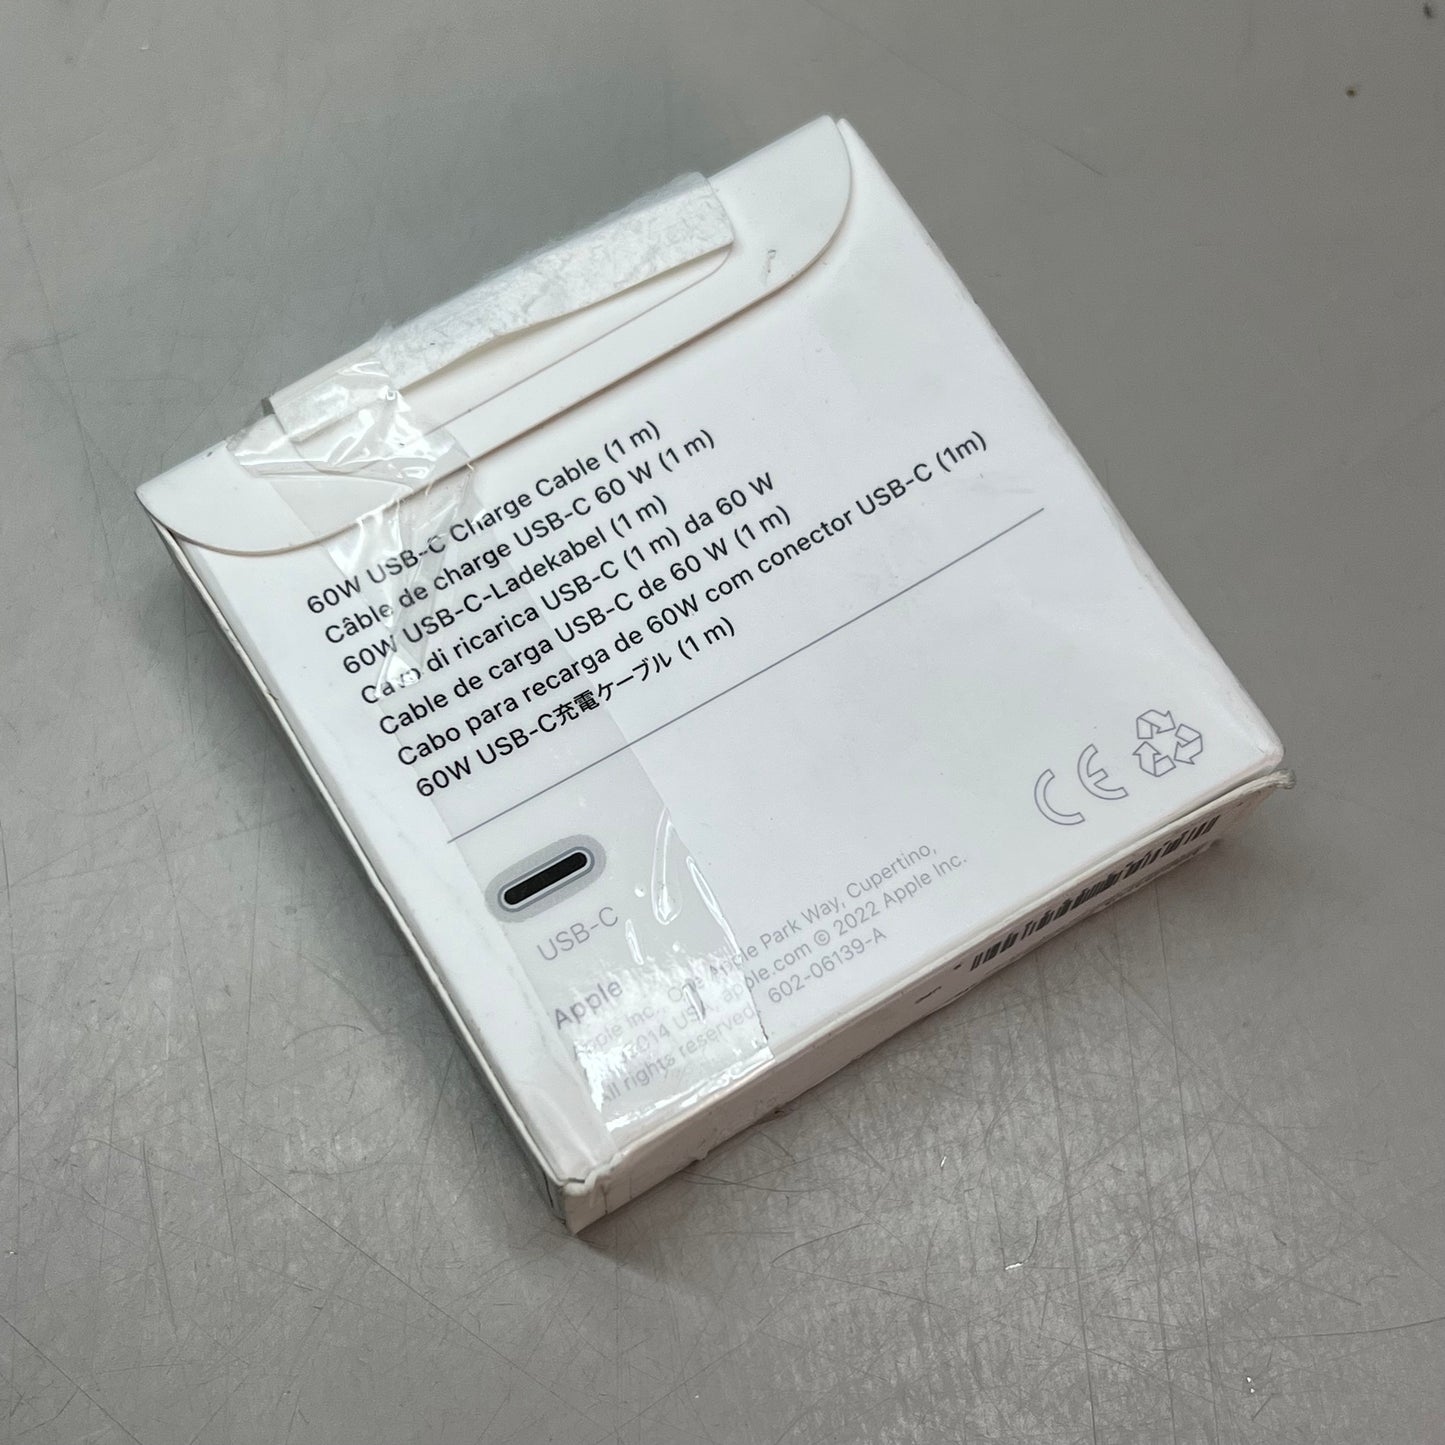 60W USB-C Charge Cable (1 m)
Câble de charge USB-C 60 W (1 m)
60W USB-C-Ladekabel (1 m)
Cavo di ricarica USB-C (1 m) da 60 W
Cable de carga USB-C de 60 W (1 m)
Cabo para recarga de 60W com conector USB-C (1m)
60W USB-C充電ケーブル (1 m)
USB-C
Apple
Apple Inc., One Apple Park Way, Cupertino,
USA. apple.com © 2022 Apple Inc.
All rights reserved. 602-06139-A
CE